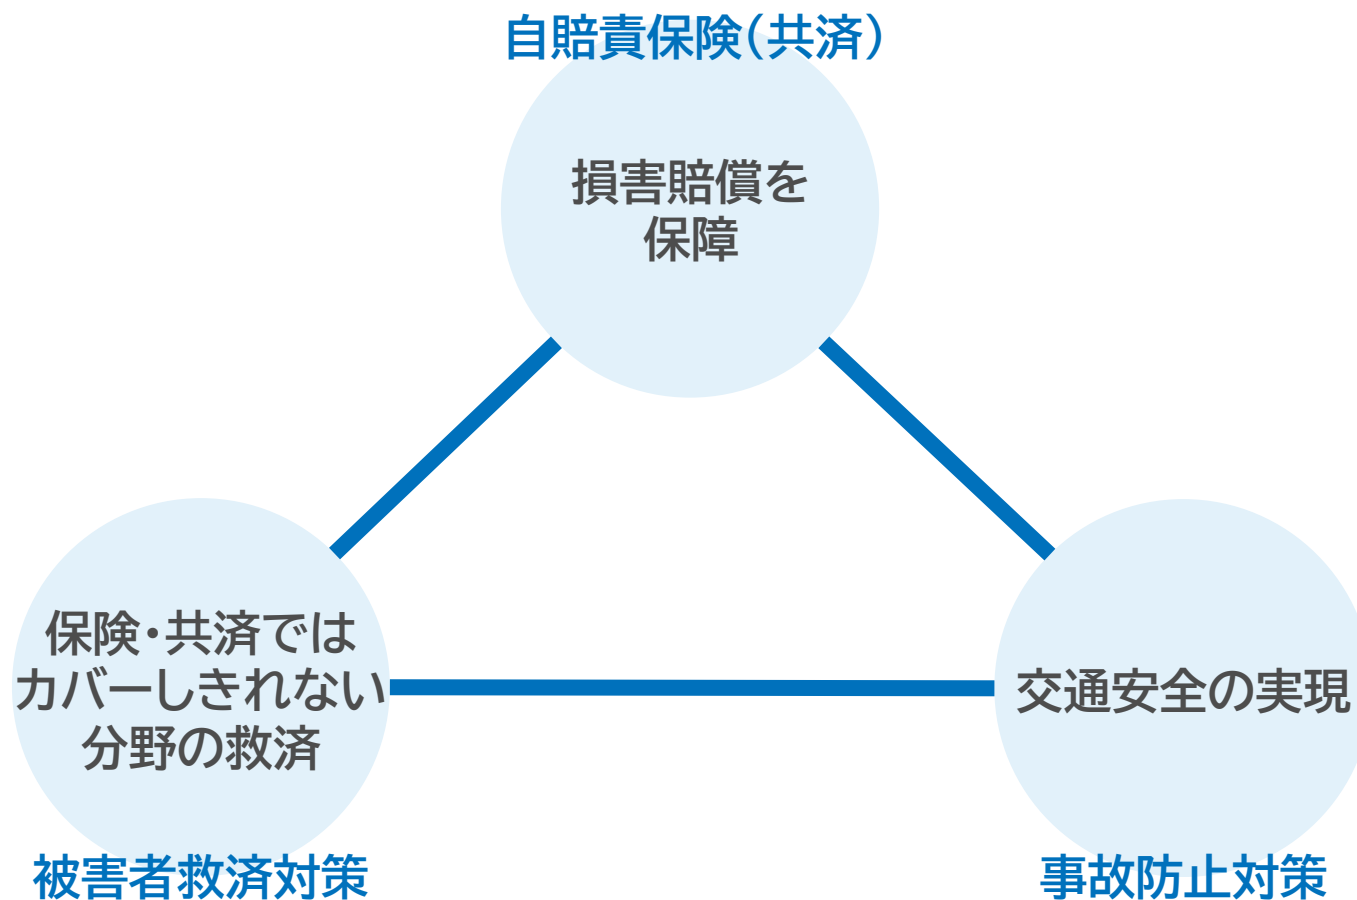 自賠責保険（共済）
損害賠償を
保障
保険・共済では
カバーしきれない
分野の救済
交通安全の実現
被害者救済対策
事故防止対策